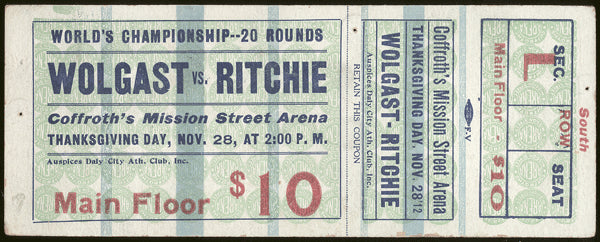 WORLD'S CHAMPIONSHIP--20 ROUNDS
WOLGAST vs. RITCHIE
Coffroth's Mission Street Arena
THANKSGIVING DAY, NOV. 28, AT 2:00 P. M.
Auspices Daly City Ath. Club, Inc.
Main Floor $10
Coffroth's Mission Street Arena
THANKSGIVING DAY. NOV. 28'12
WOLGAST - RITCHIE
Auspices Daly City Ath. Club, Inc.
RETAIN THIS COUPON
F.V.
South
SEC. ROW SEAT
L
Main Floor - $10